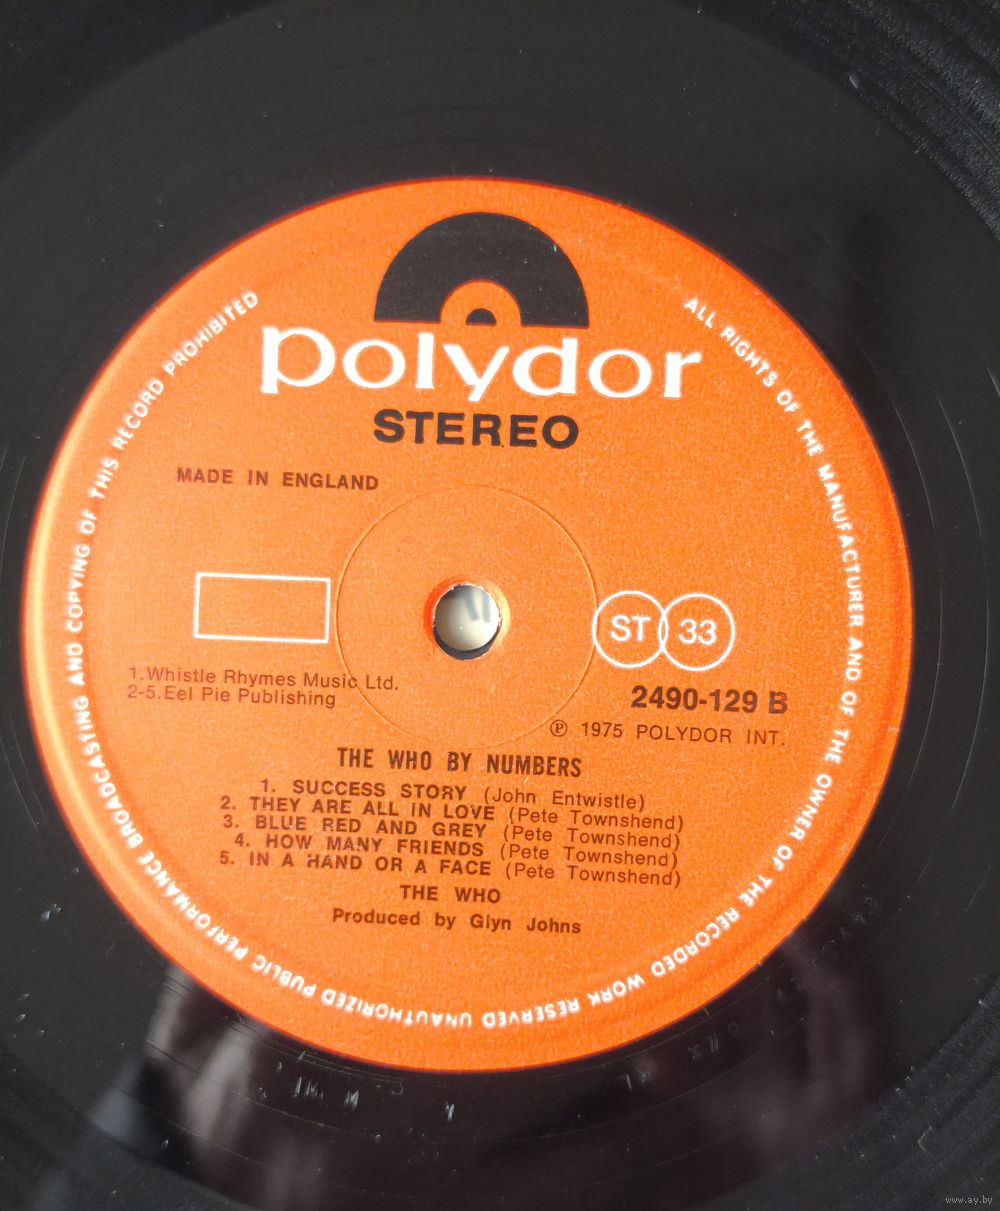 polydor
STEREO
MADE IN ENGLAND
ST 33
1.Whistle Rhymes Music Ltd.
2-5.Eel Pie Publishing
2490-129 B
℗ 1975 POLYDOR INT.
THE WHO BY NUMBERS
1. SUCCESS STORY (John Entwistle)
2. THEY ARE ALL IN LOVE (Pete Townshend)
3. BLUE RED AND GREY (Pete Townshend)
4. HOW MANY FRIENDS (Pete Townshend)
5. IN A HAND OR A FACE (Pete Townshend)
THE WHO
Produced by Glyn Johns
ALL RIGHTS OF THE MANUFACTURER AND OF THE OWNER OF THE RECORDED WORK RESERVED UNAUTHORIZED PUBLIC PERFORMANCE BROADCASTING AND COPYING OF THIS RECORD PROHIBITED
www.ay.by